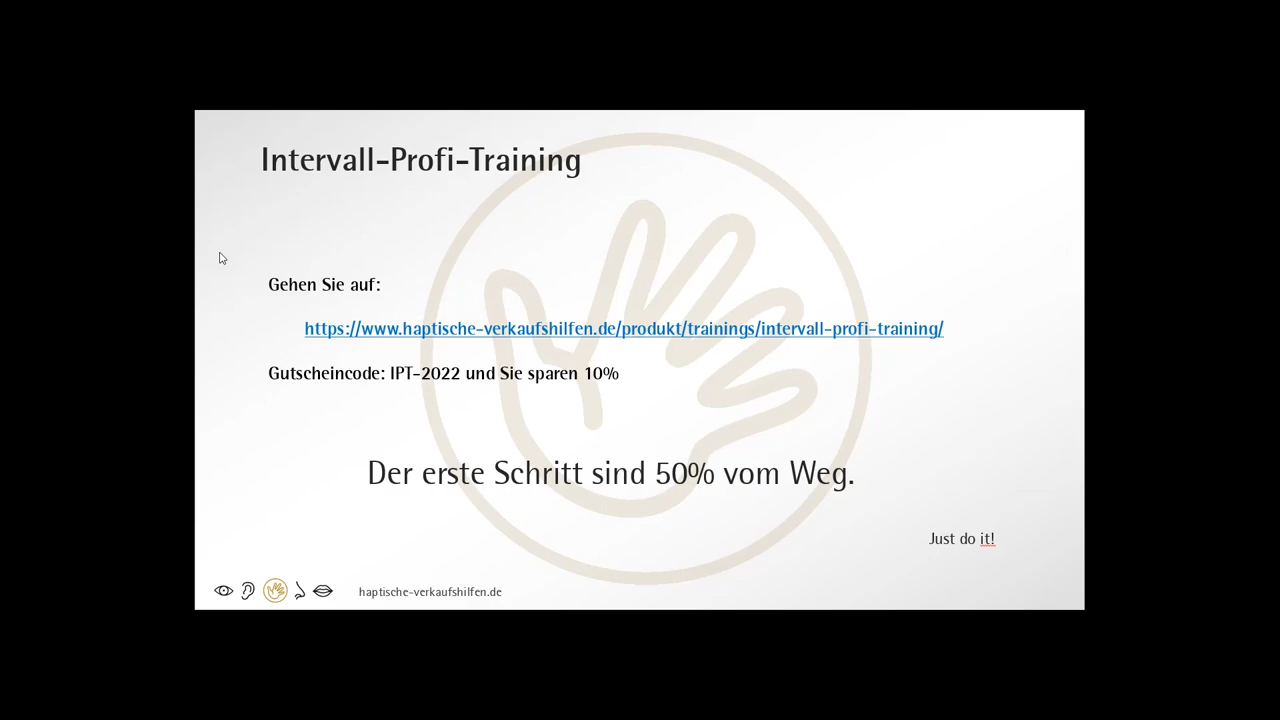 Intervall-Profi-Training
Gehen Sie auf:
https://www.haptische-verkaufshilfen.de/produkt/trainings/intervall-profi-training/
Gutscheincode: IPT-2022 und Sie sparen 10%
Der erste Schritt sind 50% vom Weg.
Just do it!
haptische-verkaufshilfen.de